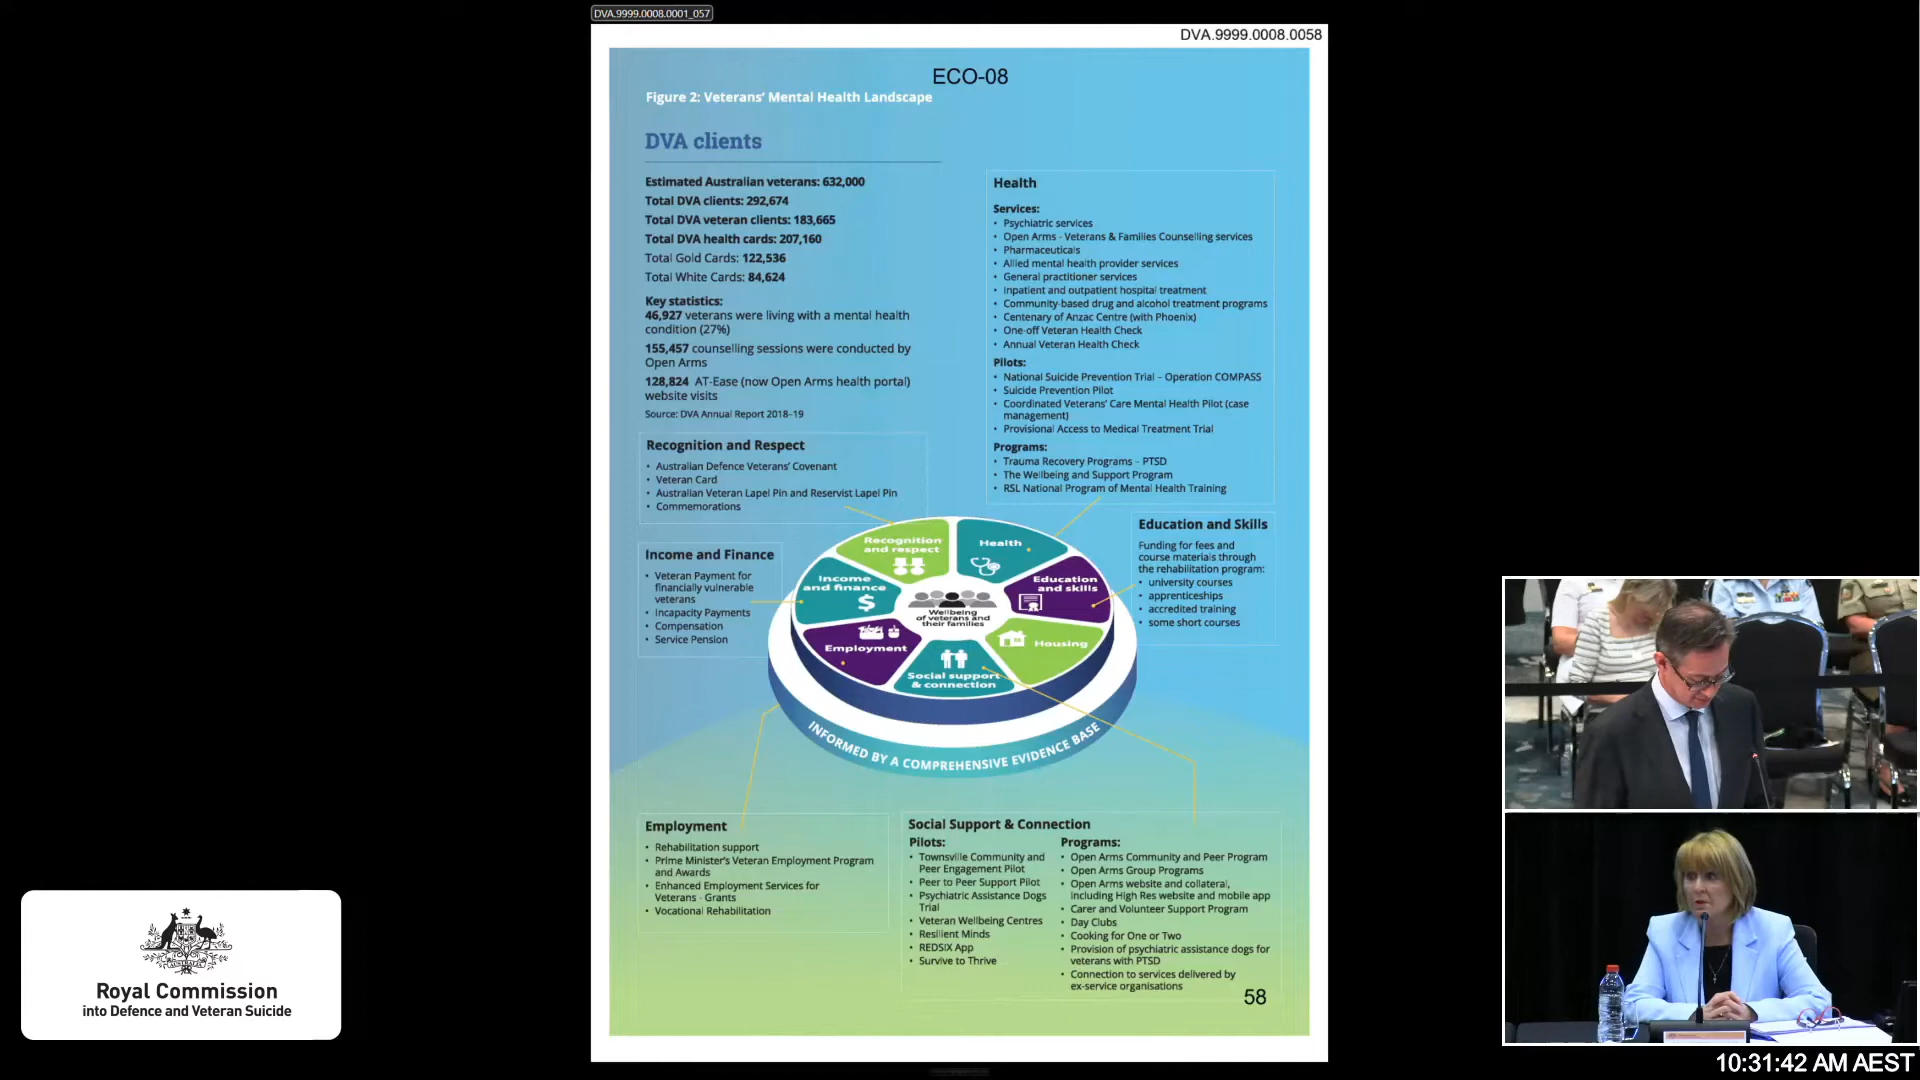 DVA.9999.0008.0001_057
DVA.9999.0008.0058
ECO-08
Figure 2: Veterans' Mental Health Landscape
DVA clients
Estimated Australian veterans: 632,000
Total DVA clients: 292,674
Total DVA veteran clients: 183,665
Total DVA health cards: 207,160
Total Gold Cards: 122,536
Total White Cards: 84,624
Key statistics:
46,927 veterans were living with a mental health
condition (27%)
155,457 counselling sessions were conducted by
Open Arms
128,824 AT-Ease (now Open Arms health portal)
website visits
Source: DVA Annual Report 2018–19
Health
Services:
• Psychiatric services
• Open Arms - Veterans & Families Counselling services
• Pharmaceuticals
• Allied mental health provider services
• General practitioner services
• Inpatient and outpatient hospital treatment
• Community-based drug and alcohol treatment programs
• Centenary of Anzac Centre (with Phoenix)
• One-off Veteran Health Check
• Annual Veteran Health Check
Pilots:
• National Suicide Prevention Trial – Operation COMPASS
• Suicide Prevention Pilot
• Coordinated Veterans' Care Mental Health Pilot (case
management)
• Provisional Access to Medical Treatment Trial
Programs:
• Trauma Recovery Programs – PTSD
• The Wellbeing and Support Program
• RSL National Program of Mental Health Training
Recognition and Respect
• Australian Defence Veterans' Covenant
• Veteran Card
• Australian Veteran Lapel Pin and Reservist Lapel Pin
• Commemorations
Income and Finance
• Veteran Payment for
financially vulnerable
veterans
• Incapacity Payments
• Compensation
• Service Pension
Education and Skills
Funding for fees and
course materials through
the rehabilitation program:
• university courses
• apprenticeships
• accredited training
• some short courses
Recognition
and respect
Health
Income
and finance
$
Education
and skills
Wellbeing
of veterans and
their families
Employment
Housing
Social support
& connection
INFORMED BY A COMPREHENSIVE EVIDENCE BASE
Employment
• Rehabilitation support
• Prime Minister's Veteran Employment Program
and Awards
• Enhanced Employment Services for
Veterans - Grants
• Vocational Rehabilitation
Social Support & Connection
Pilots:
• Townsville Community and
Peer Engagement Pilot
• Peer to Peer Support Pilot
• Psychiatric Assistance Dogs
Trial
• Veteran Wellbeing Centres
• Resilient Minds
• REDSIX App
• Survive to Thrive
Programs:
• Open Arms Community and Peer Program
• Open Arms Group Programs
• Open Arms website and collateral,
including High Res website and mobile app
• Carer and Volunteer Support Program
• Day Clubs
• Cooking for One or Two
• Provision of psychiatric assistance dogs for
veterans with PTSD
• Connection to services delivered by
ex-service organisations
58
AUSTRALIA
Royal Commission
into Defence and Veteran Suicide
10:31:42 AM AEST